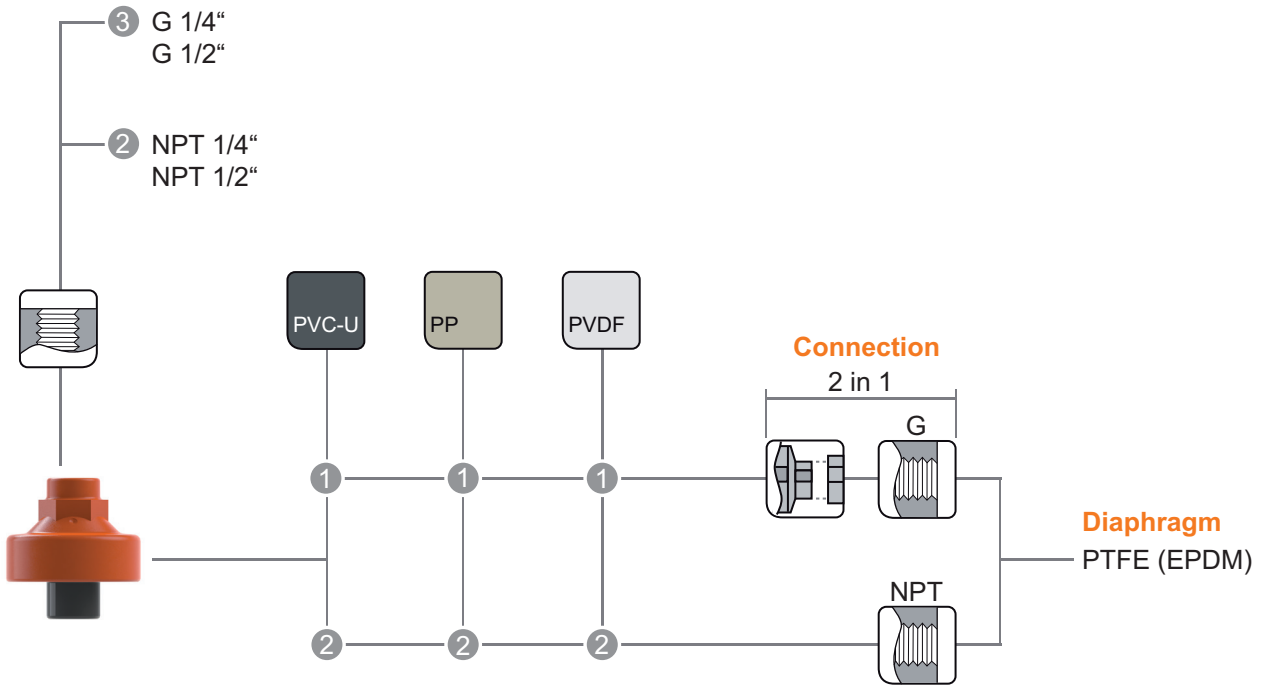 3 G 1/4“
G 1/2“
2 NPT 1/4“
NPT 1/2“
PVC-U
PP
PVDF
Connection
2 in 1
G
1
1
1
Diaphragm
PTFE (EPDM)
NPT
2
2
2